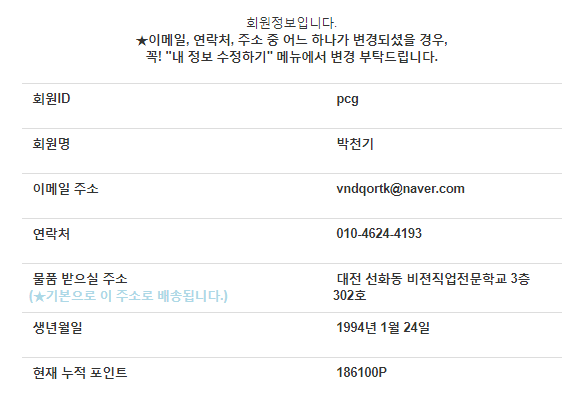 회원정보입니다.
★이메일, 연락처, 주소 중 어느 하나가 변경되셨을 경우,
꼭! "내 정보 수정하기" 메뉴에서 변경 부탁드립니다.
회원ID pcg
회원명 박천기
이메일 주소 vndqortk@naver.com
연락처 010-4624-4193
물품 받으실 주소 대전 선화동 비젼직업전문학교 3층
(★기본으로 이 주소로 배송됩니다.) 302호
생년월일 1994년 1월 24일
현재 누적 포인트 186100P